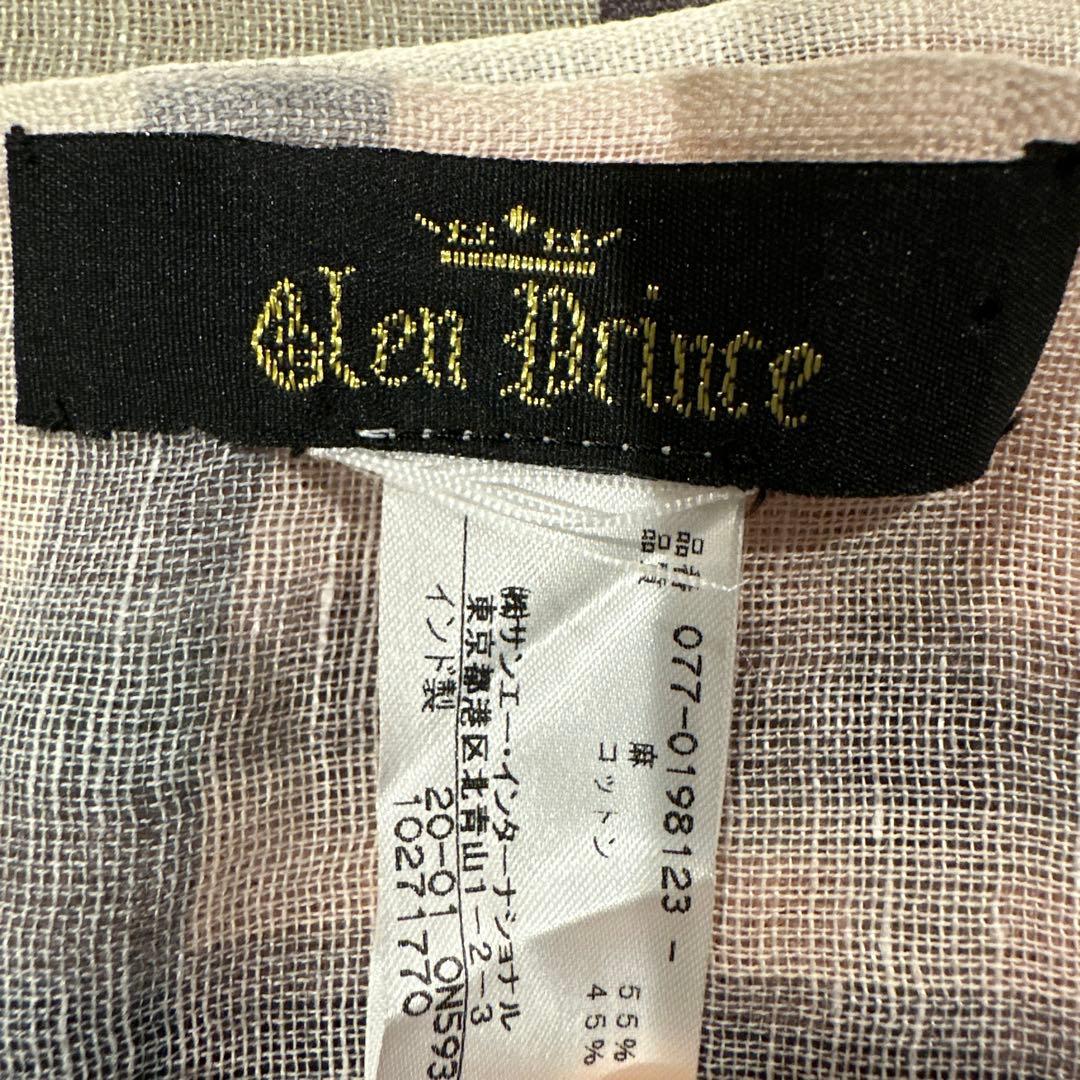 Glen Prince
品番 077-0198123-
品質
麻 55%
コットン 45%
㈱サンエー・インターナショナル
東京都港区北青山1-2-3
インド製
20-01 0N593
10271770